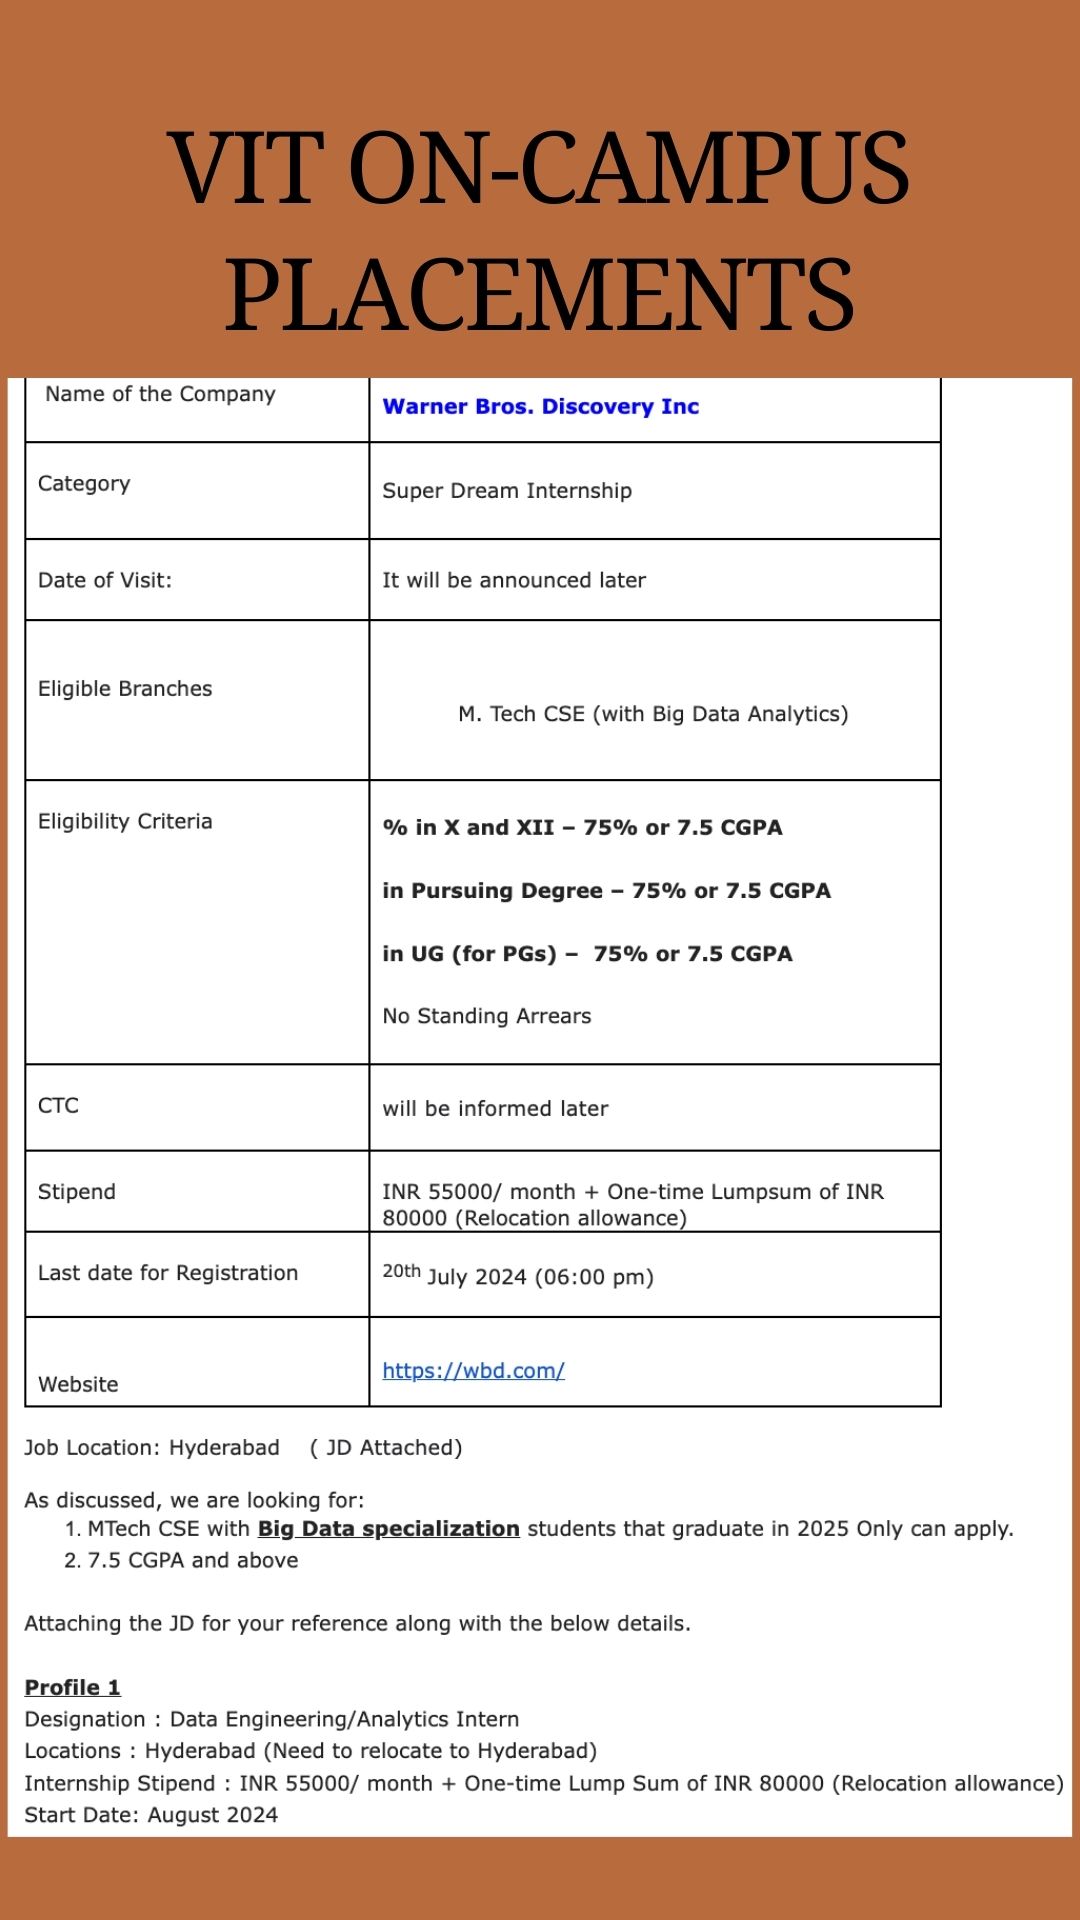 VIT ON-CAMPUS
PLACEMENTS
Name of the Company
Warner Bros. Discovery Inc
Category
Super Dream Internship
Date of Visit:
It will be announced later
Eligible Branches
M. Tech CSE (with Big Data Analytics)
Eligibility Criteria
% in X and XII – 75% or 7.5 CGPA
in Pursuing Degree – 75% or 7.5 CGPA
in UG (for PGs) – 75% or 7.5 CGPA
No Standing Arrears
CTC
will be informed later
Stipend
INR 55000/ month + One-time Lumpsum of INR
80000 (Relocation allowance)
Last date for Registration
20th July 2024 (06:00 pm)
Website
https://wbd.com/
Job Location: Hyderabad ( JD Attached)
As discussed, we are looking for:
1. MTech CSE with Big Data specialization students that graduate in 2025 Only can apply.
2. 7.5 CGPA and above
Attaching the JD for your reference along with the below details.
Profile 1
Designation : Data Engineering/Analytics Intern
Locations : Hyderabad (Need to relocate to Hyderabad)
Internship Stipend : INR 55000/ month + One-time Lump Sum of INR 80000 (Relocation allowance)
Start Date: August 2024